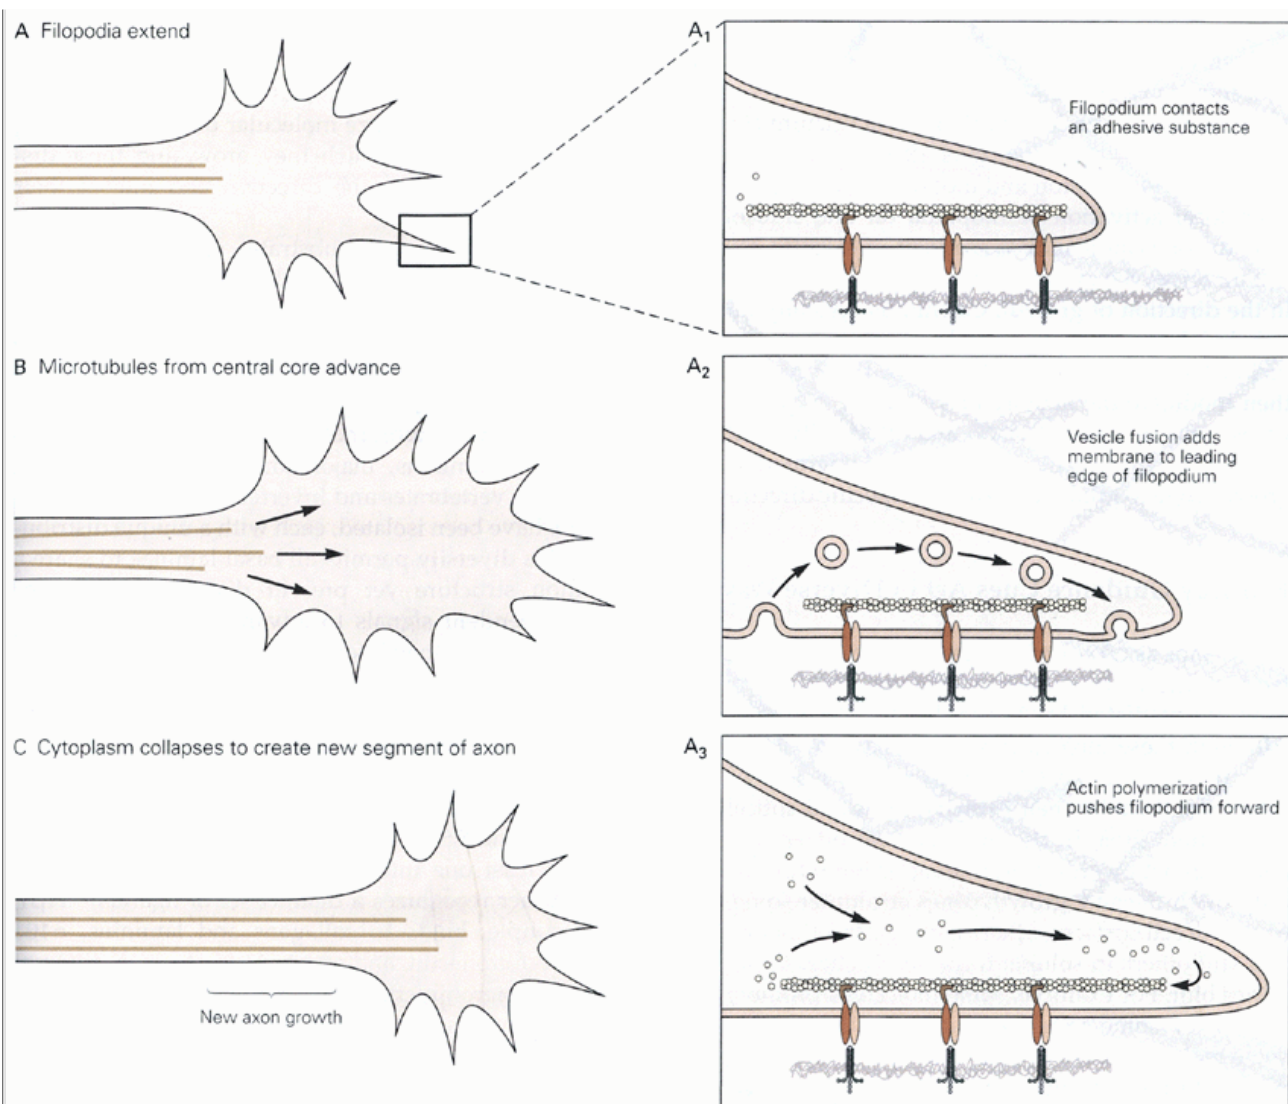 A Filopodia extend
A1
Filopodium contacts
an adhesive substance
B Microtubules from central core advance
A2
Vesicle fusion adds
membrane to leading
edge of filopodium
C Cytoplasm collapses to create new segment of axon
New axon growth
A3
Actin polymerization
pushes filopodium forward